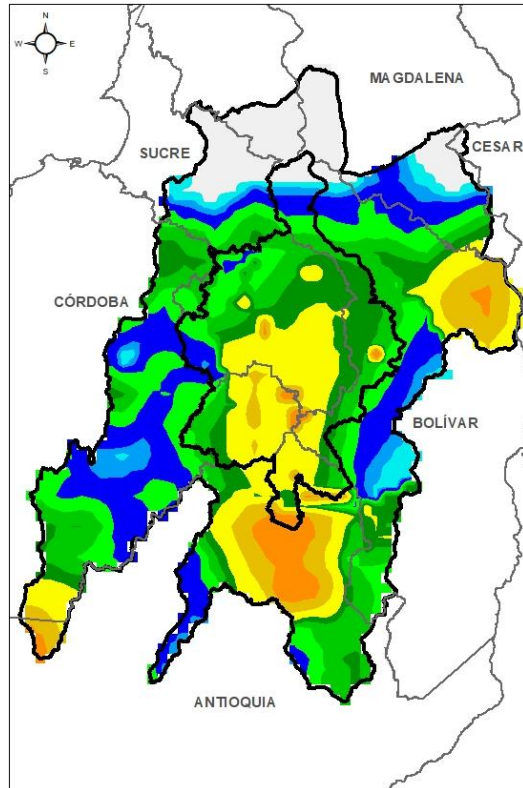 N
W E
S
MAGDALENA
CESAR
SUCRE
CÓRDOBA
BOLÍVAR
ANTIOQUIA